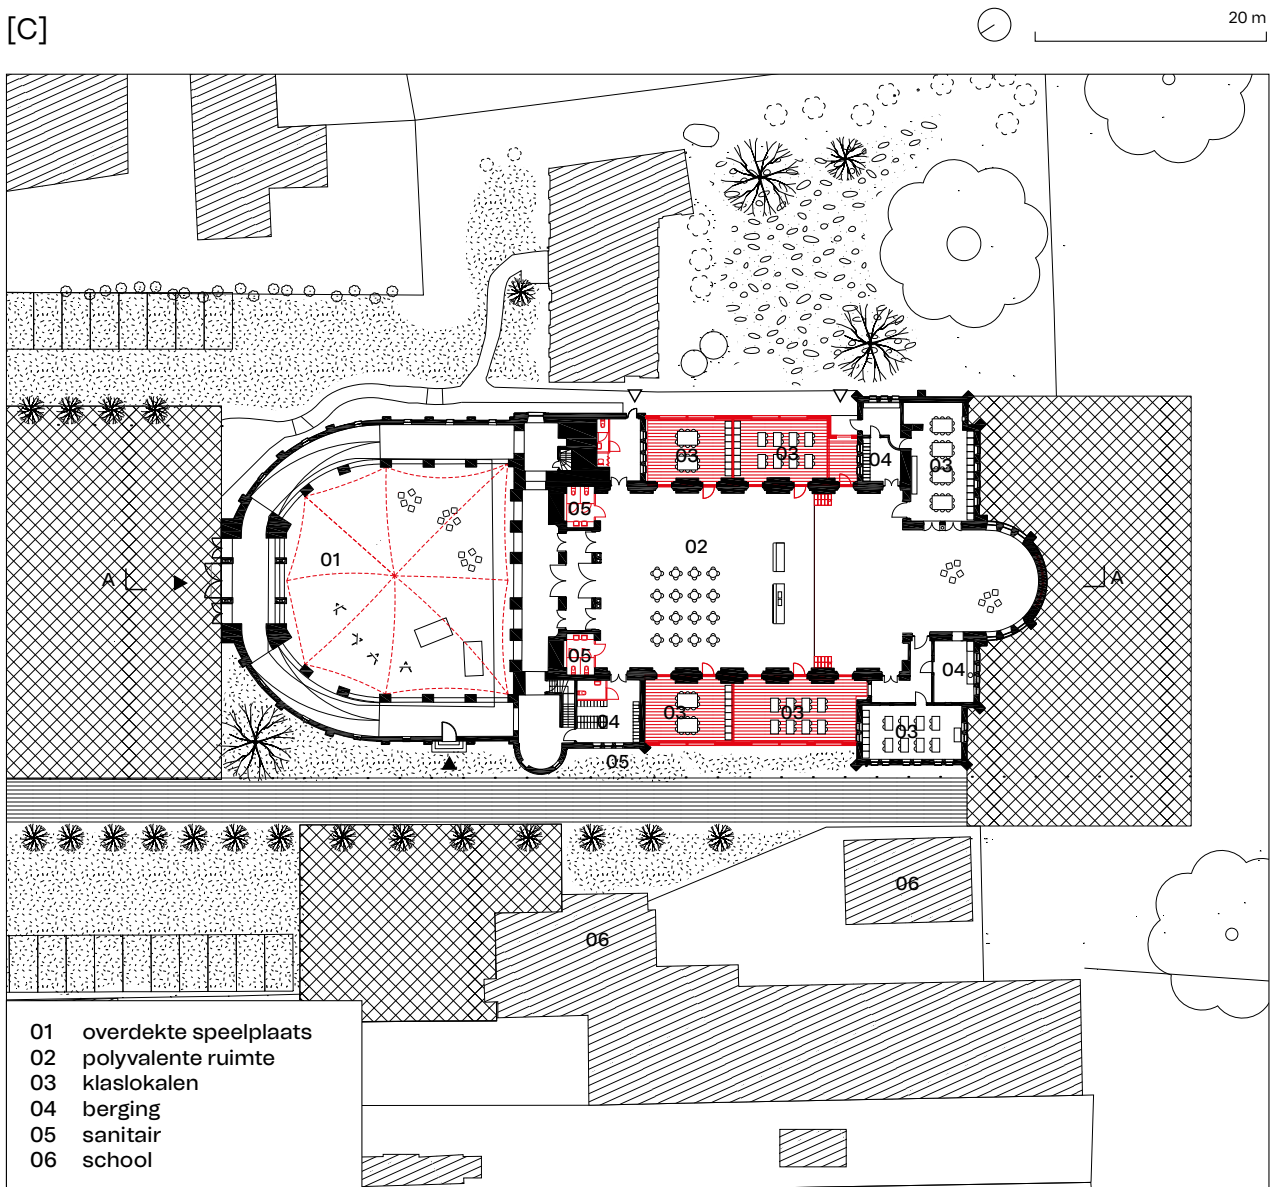 [C]
20 m
03
03
04
03
05
02
01
A
A
05
04
03
03
04
03
05
06
06
01 overdekte speelplaats
02 polyvalente ruimte
03 klaslokalen
04 berging
05 sanitair
06 school